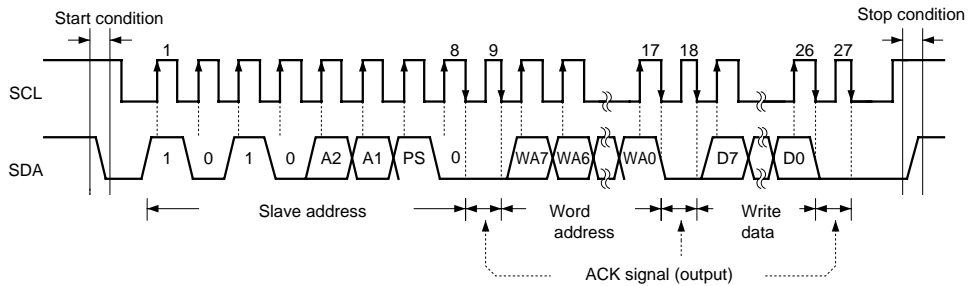 Start condition
Stop condition
1 8 9 17 18 26 27
SCL
SDA
1 0 1 0 A2 A1 PS 0 WA7 WA6 WA0 D7 D0
Slave address
Word
address
Write
data
ACK signal (output)